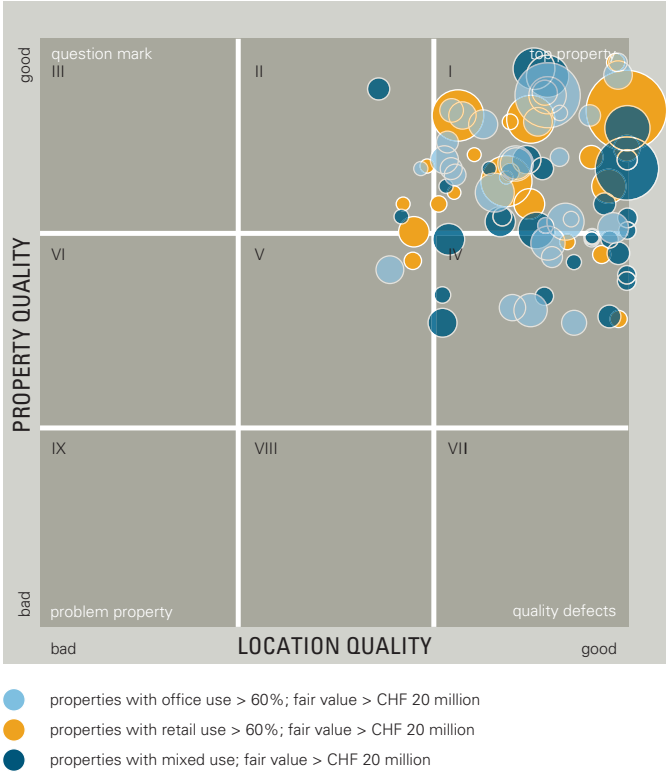 good
question mark
top property
III
II
I
VI
V
IV
PROPERTY QUALITY
IX
VIII
VII
bad
problem property
quality defects
bad
LOCATION QUALITY
good
properties with office use > 60%; fair value > CHF 20 million
properties with retail use > 60%; fair value > CHF 20 million
properties with mixed use; fair value > CHF 20 million